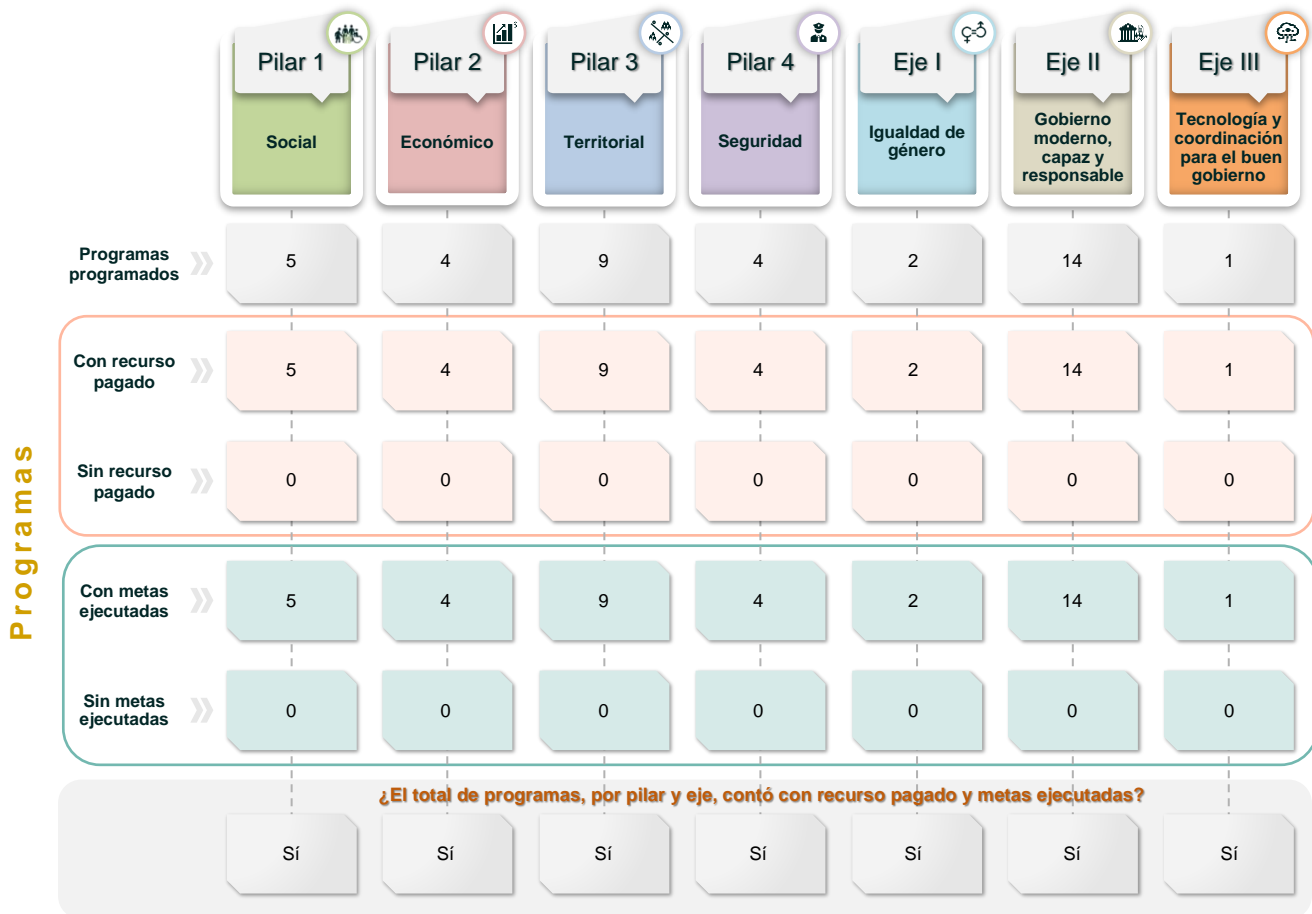 Pilar 1
Pilar 2
Pilar 3
Pilar 4
Eje I
Eje II
Eje III
Social
Económico
Territorial
Seguridad
Igualdad de
género
Gobierno
moderno,
capaz y
responsable
Tecnología y
coordinación
para el buen
gobierno
Programas
Programas
programados
5
4
9
4
2
14
1
Con recurso
pagado
5
4
9
4
2
14
1
Sin recurso
pagado
0
0
0
0
0
0
0
Con metas
ejecutadas
5
4
9
4
2
14
1
Sin metas
ejecutadas
0
0
0
0
0
0
0
¿El total de programas, por pilar y eje, contó con recurso pagado y metas ejecutadas?
Sí
Sí
Sí
Sí
Sí
Sí
Sí